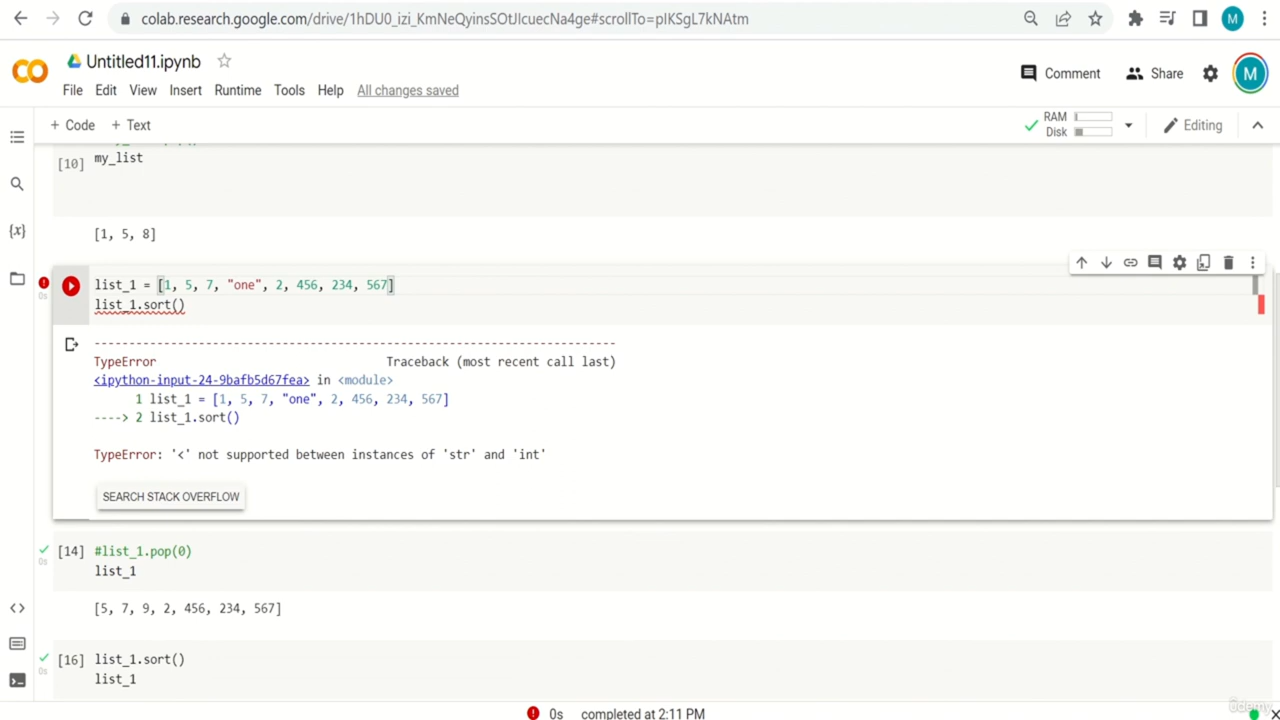 colab.research.google.com/drive/1hDU0_izi_KmNeQyinsSOtJIcuecNa4ge#scrollTo=pIKSgL7kNAtm
M
CO
Untitled11.ipynb
Comment
Share
M
File Edit View Insert Runtime Tools Help All changes saved
+ Code + Text
RAM
Disk
Editing
[10] my_list
[1, 5, 8]
{x}
list_1 = [1, 5, 7, "one", 2, 456, 234, 567]
0s
list_1.sort()
---------------------------------------------------------------------------
TypeError Traceback (most recent call last)
<ipython-input-24-9bafb5d67fea> in <module>
1 list_1 = [1, 5, 7, "one", 2, 456, 234, 567]
----> 2 list_1.sort()
TypeError: '<' not supported between instances of 'str' and 'int'
SEARCH STACK OVERFLOW
[14] #list_1.pop(0)
0s
list_1
[5, 7, 9, 2, 456, 234, 567]
[16] list_1.sort()
0s
list_1
0s completed at 2:11 PM
Udemy